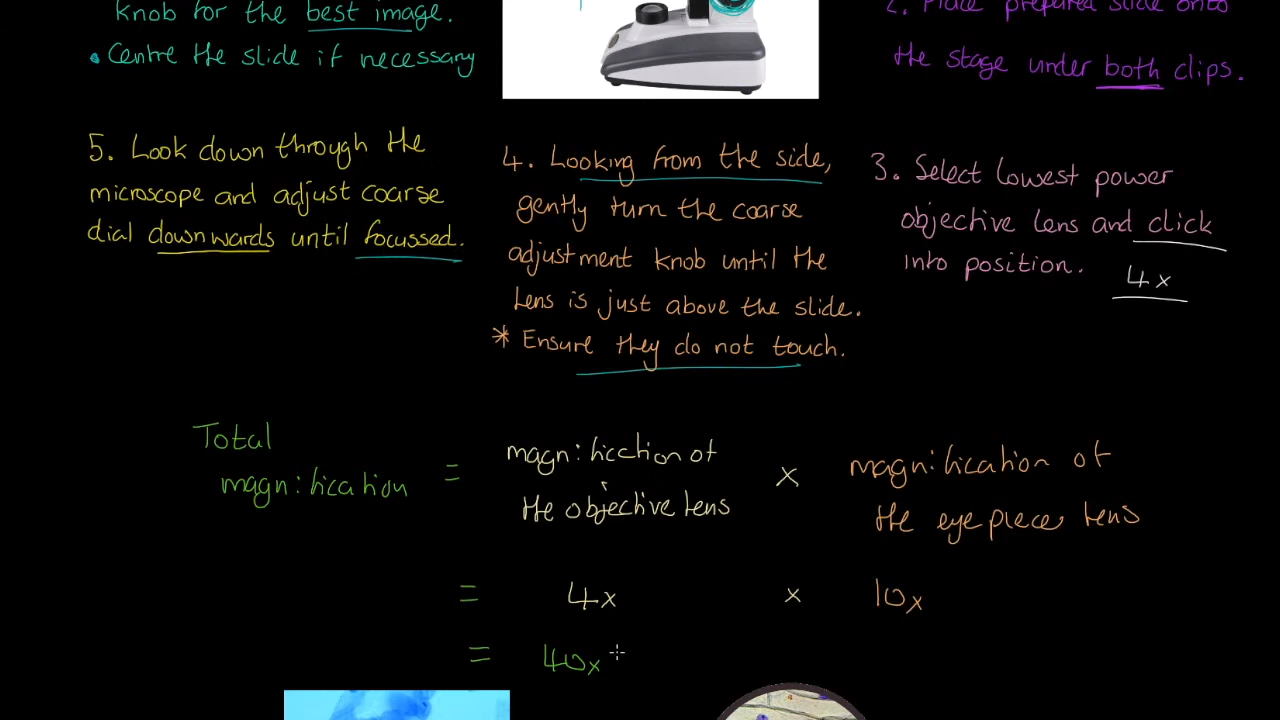 knob for the best image.
• Centre the slide if necessary
2. Place prepared slide onto
the stage under both clips.
5. Look down through the
microscope and adjust coarse
dial downwards until focussed.
4. Looking from the side,
gently turn the coarse
adjustment knob until the
lens is just above the slide.
* Ensure they do not touch.
3. Select lowest power
objective lens and click
into position. 4x
Total
magnification
=
magnification of
the objective lens
x
magnification of
the eyepiece lens
= 4x x 10x
= 40x